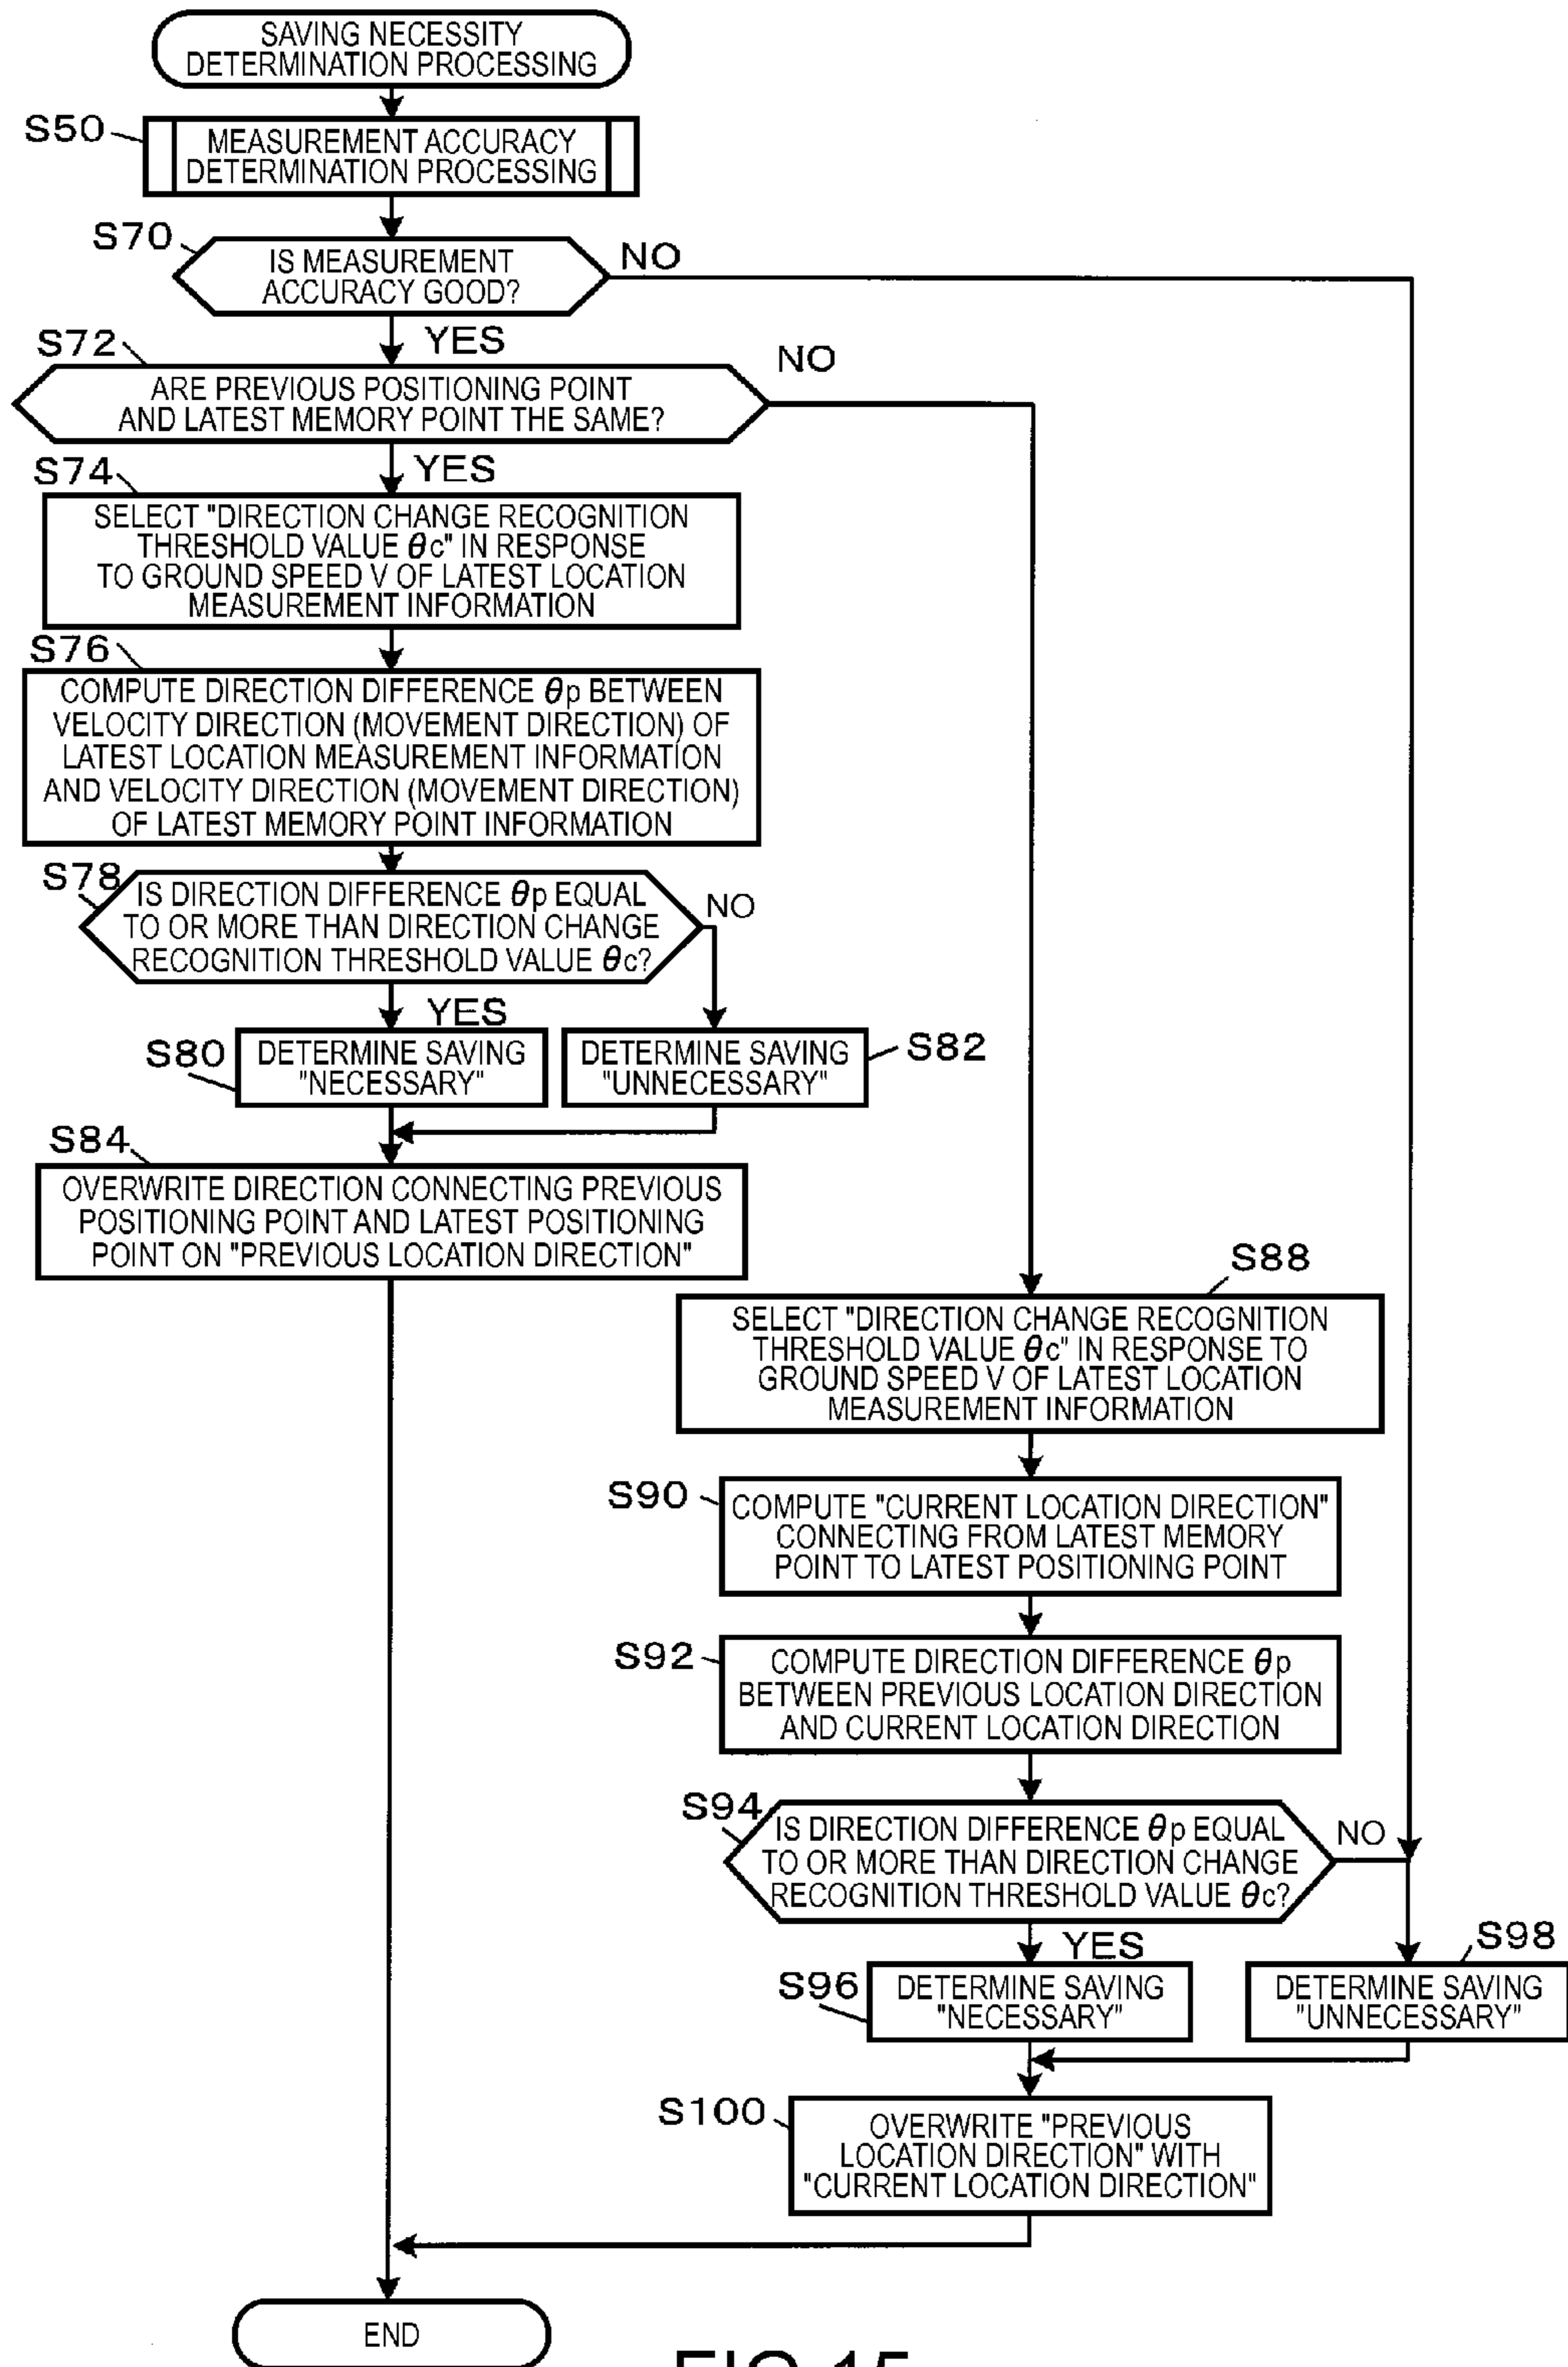 SAVING NECESSITY
DETERMINATION PROCESSING
S50
MEASUREMENT ACCURACY
DETERMINATION PROCESSING
S70
IS MEASUREMENT
ACCURACY GOOD?
NO
YES
S72
ARE PREVIOUS POSITIONING POINT
AND LATEST MEMORY POINT THE SAME?
NO
YES
S74
SELECT "DIRECTION CHANGE RECOGNITION
THRESHOLD VALUE θc" IN RESPONSE
TO GROUND SPEED V OF LATEST LOCATION
MEASUREMENT INFORMATION
S76
COMPUTE DIRECTION DIFFERENCE θp BETWEEN
VELOCITY DIRECTION (MOVEMENT DIRECTION) OF
LATEST LOCATION MEASUREMENT INFORMATION
AND VELOCITY DIRECTION (MOVEMENT DIRECTION)
OF LATEST MEMORY POINT INFORMATION
S78
IS DIRECTION DIFFERENCE θp EQUAL
TO OR MORE THAN DIRECTION CHANGE
RECOGNITION THRESHOLD VALUE θc?
NO
YES
S80
DETERMINE SAVING
"NECESSARY"
DETERMINE SAVING
"UNNECESSARY"
S82
S84
OVERWRITE DIRECTION CONNECTING PREVIOUS
POSITIONING POINT AND LATEST POSITIONING
POINT ON "PREVIOUS LOCATION DIRECTION"
S88
SELECT "DIRECTION CHANGE RECOGNITION
THRESHOLD VALUE θc" IN RESPONSE TO
GROUND SPEED V OF LATEST LOCATION
MEASUREMENT INFORMATION
S90
COMPUTE "CURRENT LOCATION DIRECTION"
CONNECTING FROM LATEST MEMORY
POINT TO LATEST POSITIONING POINT
S92
COMPUTE DIRECTION DIFFERENCE θp
BETWEEN PREVIOUS LOCATION DIRECTION
AND CURRENT LOCATION DIRECTION
S94
IS DIRECTION DIFFERENCE θp EQUAL
TO OR MORE THAN DIRECTION CHANGE
RECOGNITION THRESHOLD VALUE θc?
NO
YES
S96
DETERMINE SAVING
"NECESSARY"
S98
DETERMINE SAVING
"UNNECESSARY"
S100
OVERWRITE "PREVIOUS
LOCATION DIRECTION" WITH
"CURRENT LOCATION DIRECTION"
END
FIG.15